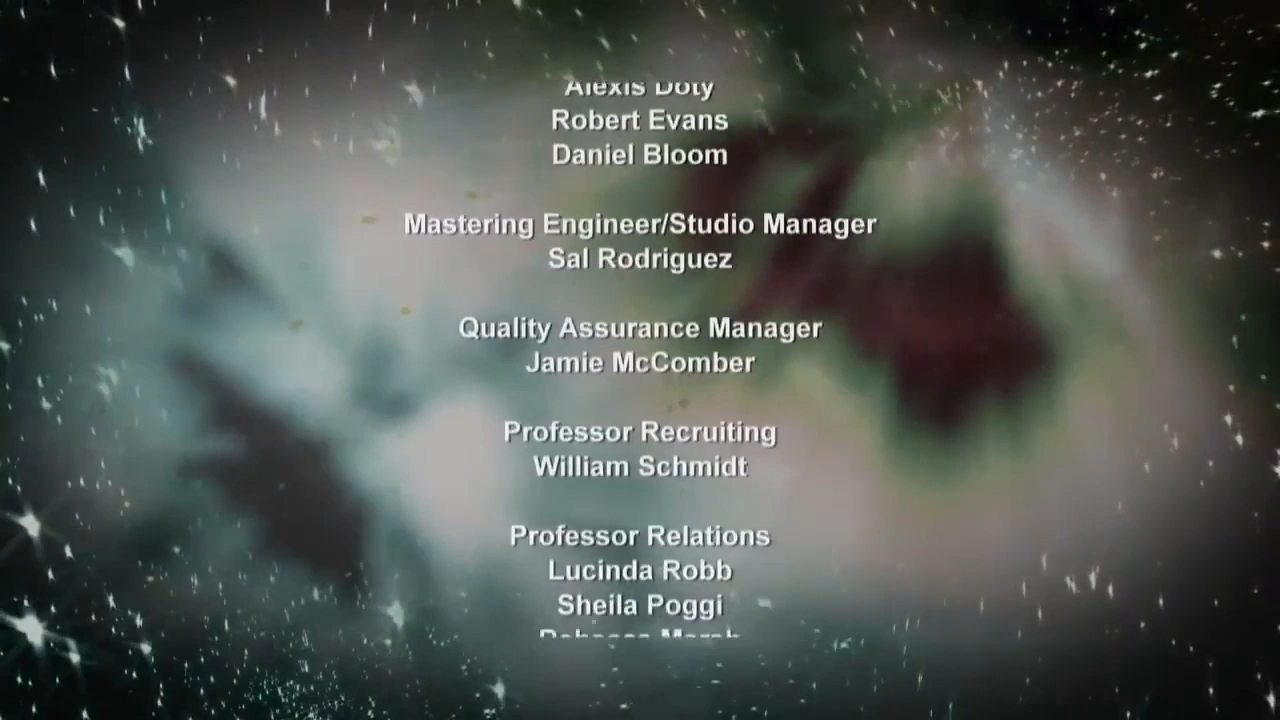 Alexis Doty
Robert Evans
Daniel Bloom
Mastering Engineer/Studio Manager
Sal Rodriguez
Quality Assurance Manager
Jamie McComber
Professor Recruiting
William Schmidt
Professor Relations
Lucinda Robb
Sheila Poggi